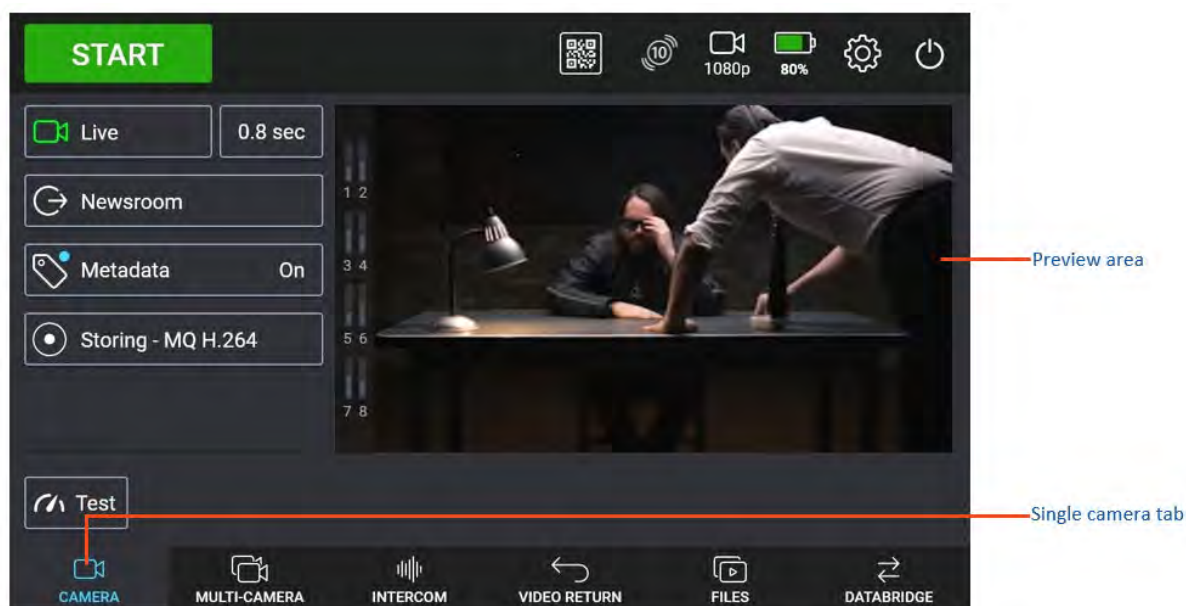 START
10
1080p
80%
Live
0.8 sec
Newsroom
Metadata On
Storing - MQ H.264
1 2
3 4
5 6
7 8
Preview area
Test
Single camera tab
CAMERA
MULTI-CAMERA
INTERCOM
VIDEO RETURN
FILES
DATABRIDGE